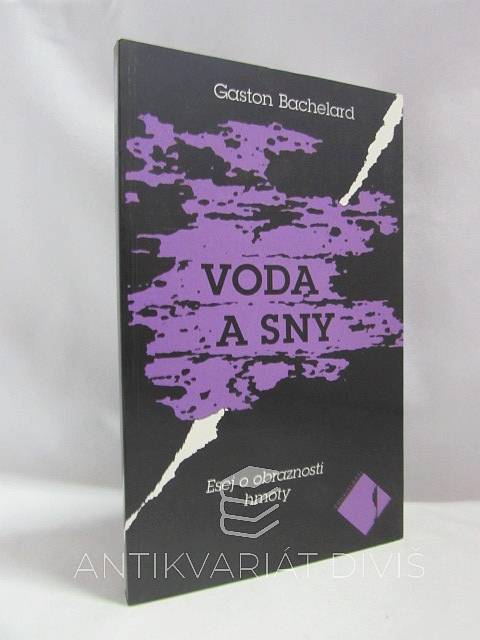 Gaston Bachelard
VODA
A SNY
Esej o obraznosti
hmoty
ANTIKVARIÁT DIVIŠ